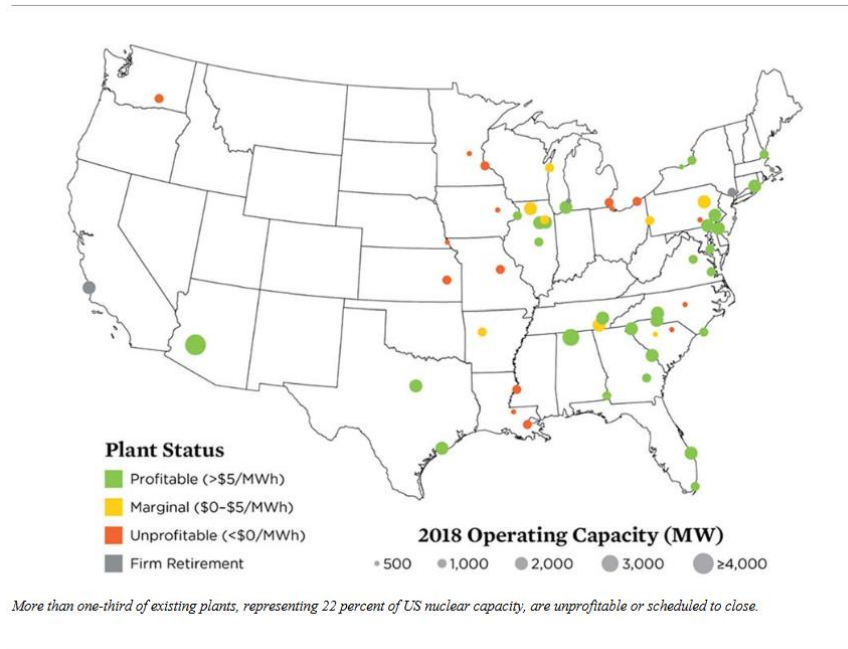 Plant Status
Profitable (>$5/MWh)
Marginal ($0–$5/MWh)
Unprofitable (<$0/MWh)
Firm Retirement
2018 Operating Capacity (MW)
500 1,000 2,000 3,000 ≥4,000
More than one-third of existing plants, representing 22 percent of US nuclear capacity, are unprofitable or scheduled to close.